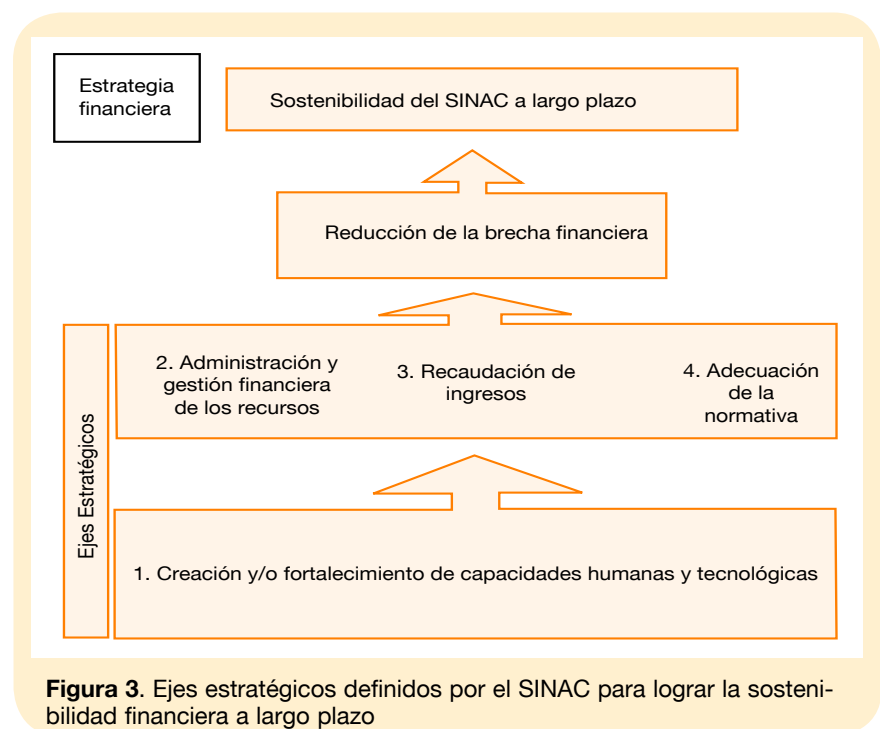 Estrategia
financiera
Sostenibilidad del SINAC a largo plazo
Reducción de la brecha financiera
Ejes Estratégicos
2. Administración y
gestión financiera
de los recursos
3. Recaudación de
ingresos
4. Adecuación
de la
normativa
1. Creación y/o fortalecimiento de capacidades humanas y tecnológicas
Figura 3. Ejes estratégicos definidos por el SINAC para lograr la sosteni-
bilidad financiera a largo plazo